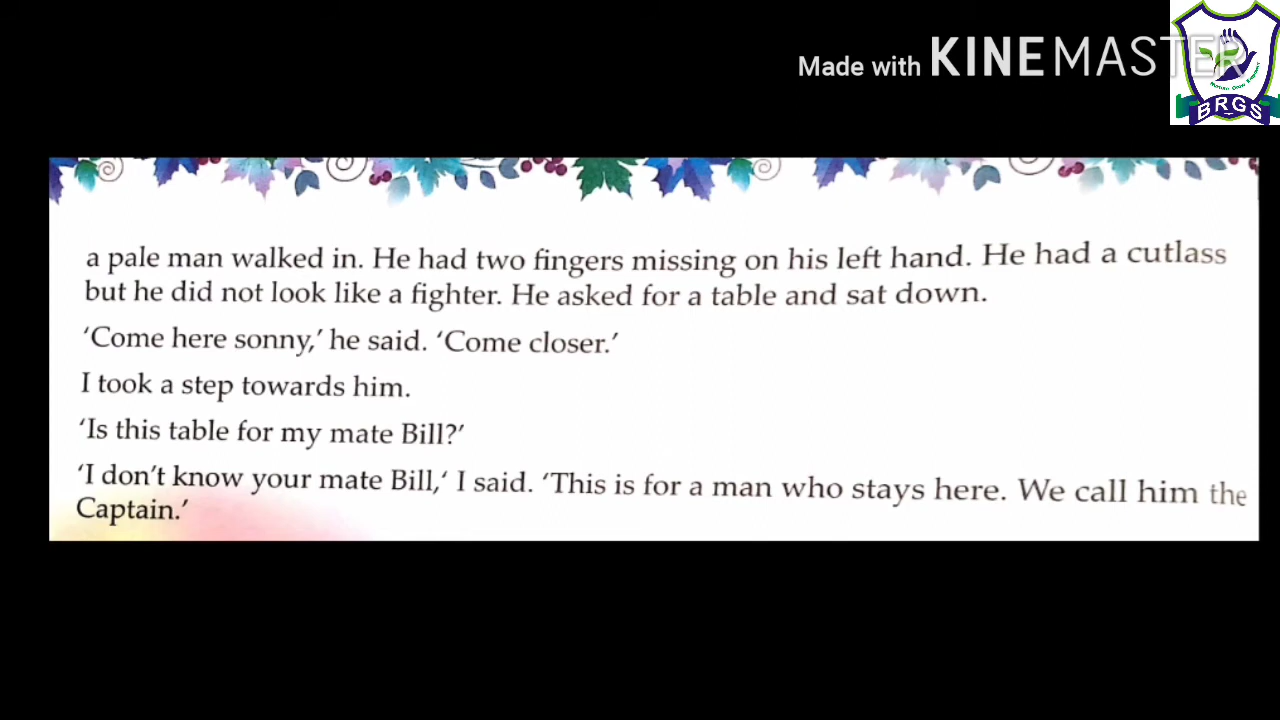 Made with KINEMASTER
BRGS
a pale man walked in. He had two fingers missing on his left hand. He had a cutlass
but he did not look like a fighter. He asked for a table and sat down.
‘Come here sonny,’ he said. ‘Come closer.’
I took a step towards him.
‘Is this table for my mate Bill?’
‘I don’t know your mate Bill,‘ I said. ‘This is for a man who stays here. We call him the
Captain.’